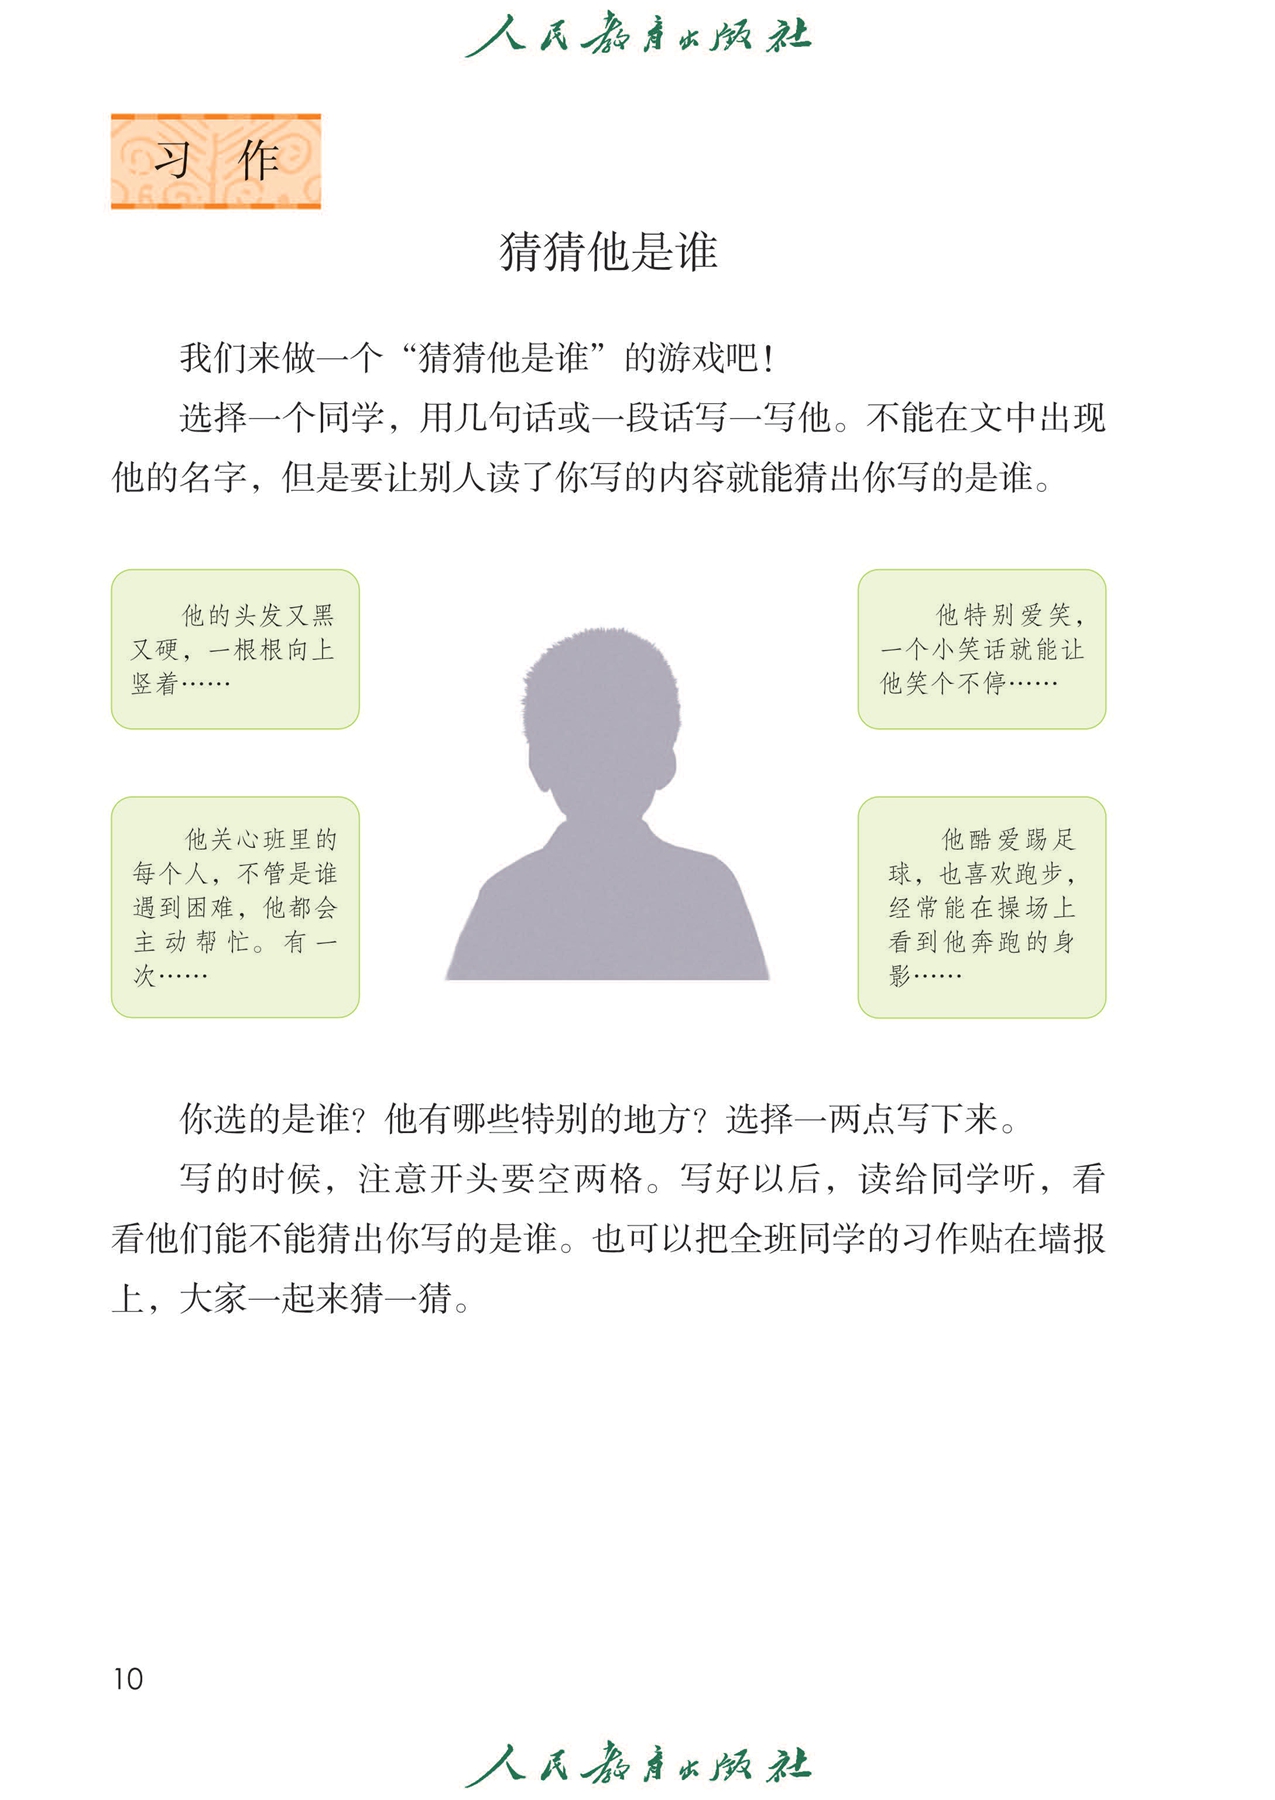 人民教育出版社
习 作
猜猜他是谁
我们来做一个“猜猜他是谁”的游戏吧！
选择一个同学，用几句话或一段话写一写他。不能在文中出现
他的名字，但是要让别人读了你写的内容就能猜出你写的是谁。
他的头发又黑
又硬，一根根向上
竖着……
他特别爱笑，
一个小笑话就能让
他笑个不停……
他关心班里的
每个人，不管是谁
遇到困难，他都会
主动帮忙。有一
次……
他酷爱踢足
球，也喜欢跑步，
经常能在操场上
看到他奔跑的身
影……
你选的是谁？他有哪些特别的地方？选择一两点写下来。
写的时候，注意开头要空两格。写好以后，读给同学听，看
看他们能不能猜出你写的是谁。也可以把全班同学的习作贴在墙报
上，大家一起来猜一猜。
10
人民教育出版社